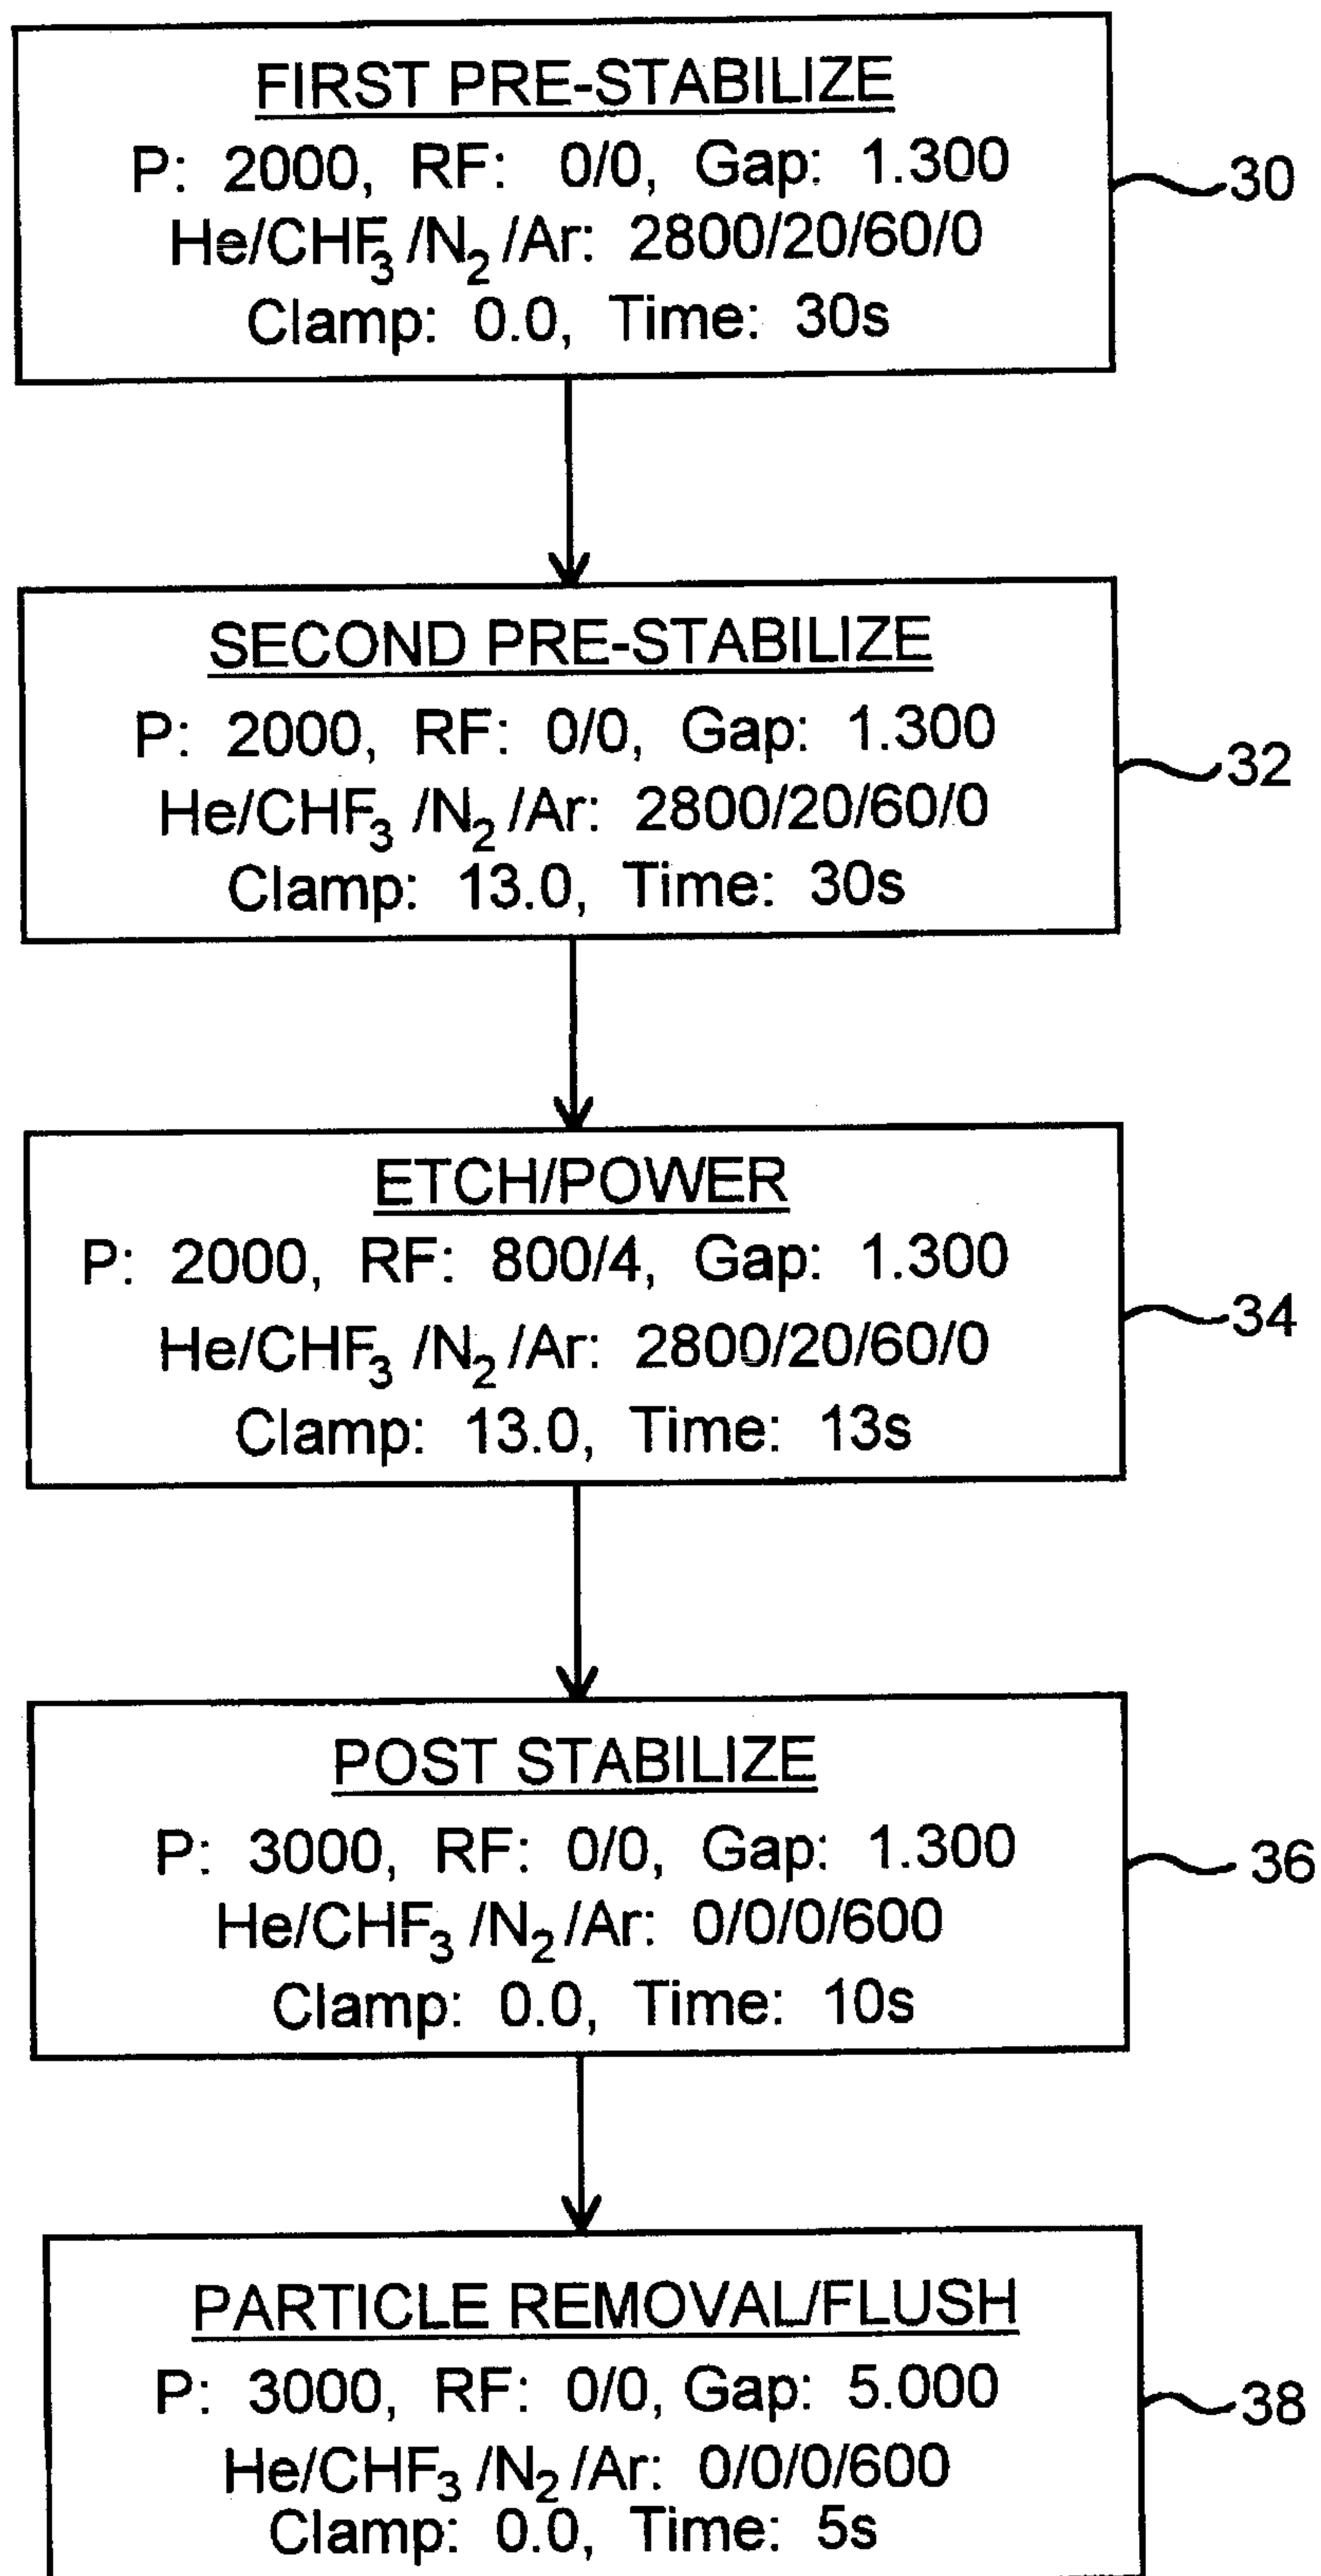 FIRST PRE-STABILIZE
P: 2000, RF: 0/0, Gap: 1.300
He/CHF₃/N₂/Ar: 2800/20/60/0
Clamp: 0.0, Time: 30s
30
SECOND PRE-STABILIZE
P: 2000, RF: 0/0, Gap: 1.300
He/CHF₃/N₂/Ar: 2800/20/60/0
Clamp: 13.0, Time: 30s
32
ETCH/POWER
P: 2000, RF: 800/4, Gap: 1.300
He/CHF₃/N₂/Ar: 2800/20/60/0
Clamp: 13.0, Time: 13s
34
POST STABILIZE
P: 3000, RF: 0/0, Gap: 1.300
He/CHF₃/N₂/Ar: 0/0/0/600
Clamp: 0.0, Time: 10s
36
PARTICLE REMOVAL/FLUSH
P: 3000, RF: 0/0, Gap: 5.000
He/CHF₃/N₂/Ar: 0/0/0/600
Clamp: 0.0, Time: 5s
38